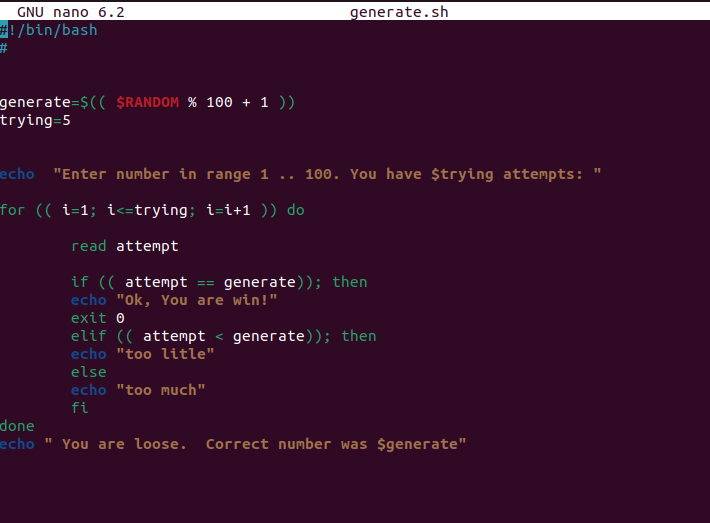 GNU nano 6.2 generate.sh
#!/bin/bash
#
generate=$(( $RANDOM % 100 + 1 ))
trying=5
echo  "Enter number in range 1 .. 100. You have $trying attempts: "
for (( i=1; i<=trying; i=i+1 )) do
read attempt
if (( attempt == generate)); then
echo "Ok, You are win!"
exit 0
elif (( attempt < generate)); then
echo "too litle"
else
echo "too much"
fi
done
echo " You are loose.  Correct number was $generate"